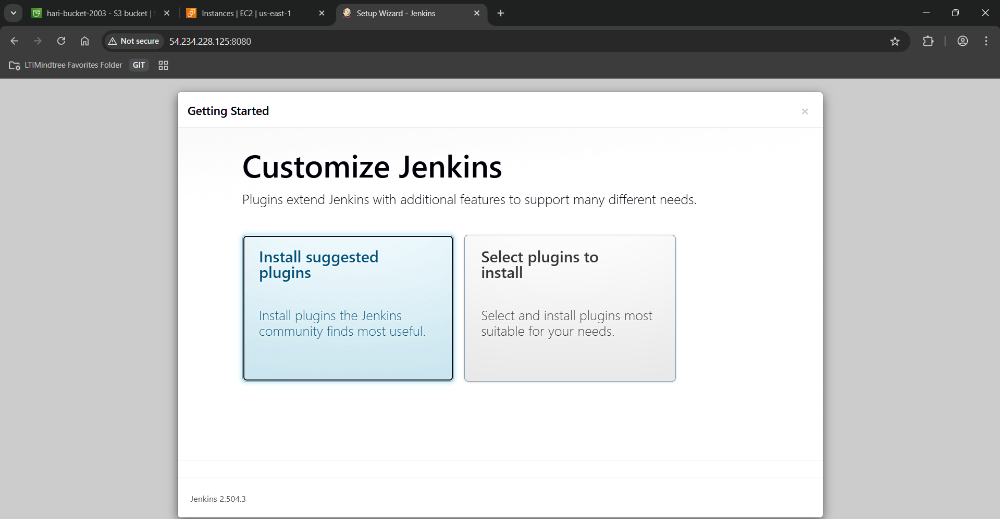 hari-bucket-2003 - S3 bucket |
Instances | EC2 | us-east-1
Setup Wizard - Jenkins
Not secure
54.234.228.125:8080
LTIMindtree Favorites Folder
GIT
Getting Started
Customize Jenkins
Plugins extend Jenkins with additional features to support many different needs.
Install suggested
plugins
Install plugins the Jenkins
community finds most useful.
Select plugins to
install
Select and install plugins most
suitable for your needs.
Jenkins 2.504.3